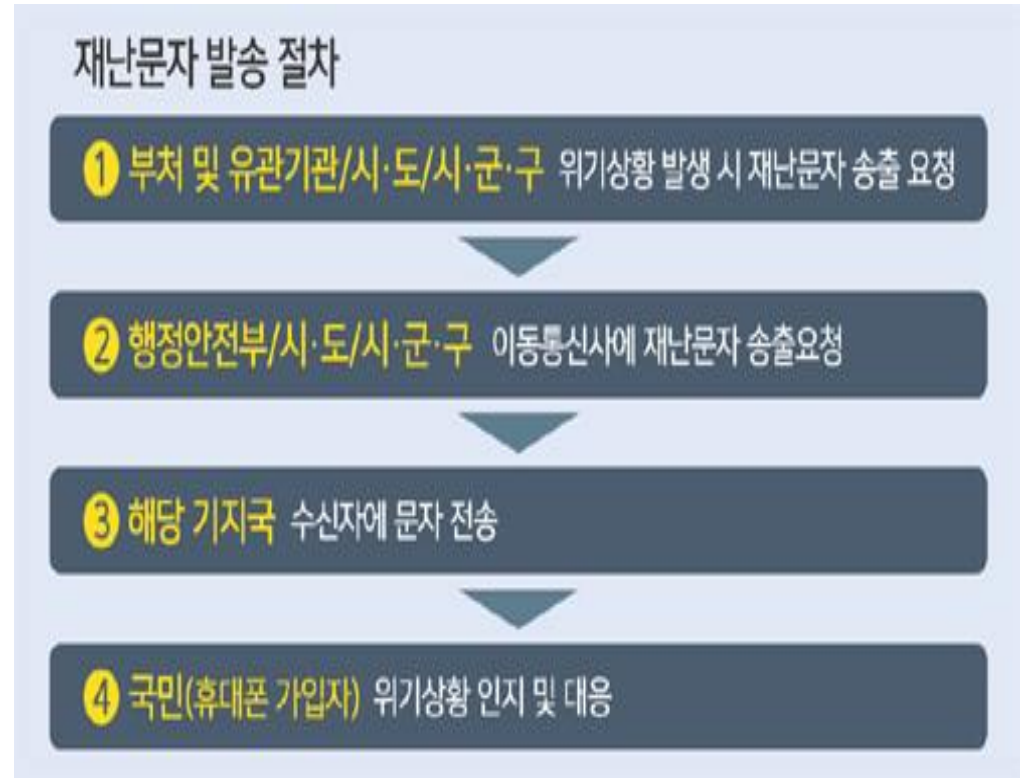 재난문자 발송 절차
1 부처 및 유관기관/시·도/시·군·구 위기상황 발생 시 재난문자 송출 요청
2 행정안전부/시·도/시·군·구 이동통신사에 재난문자 송출요청
3 해당 기지국 수신자에 문자 전송
4 국민(휴대폰 가입자) 위기상황 인지 및 대응